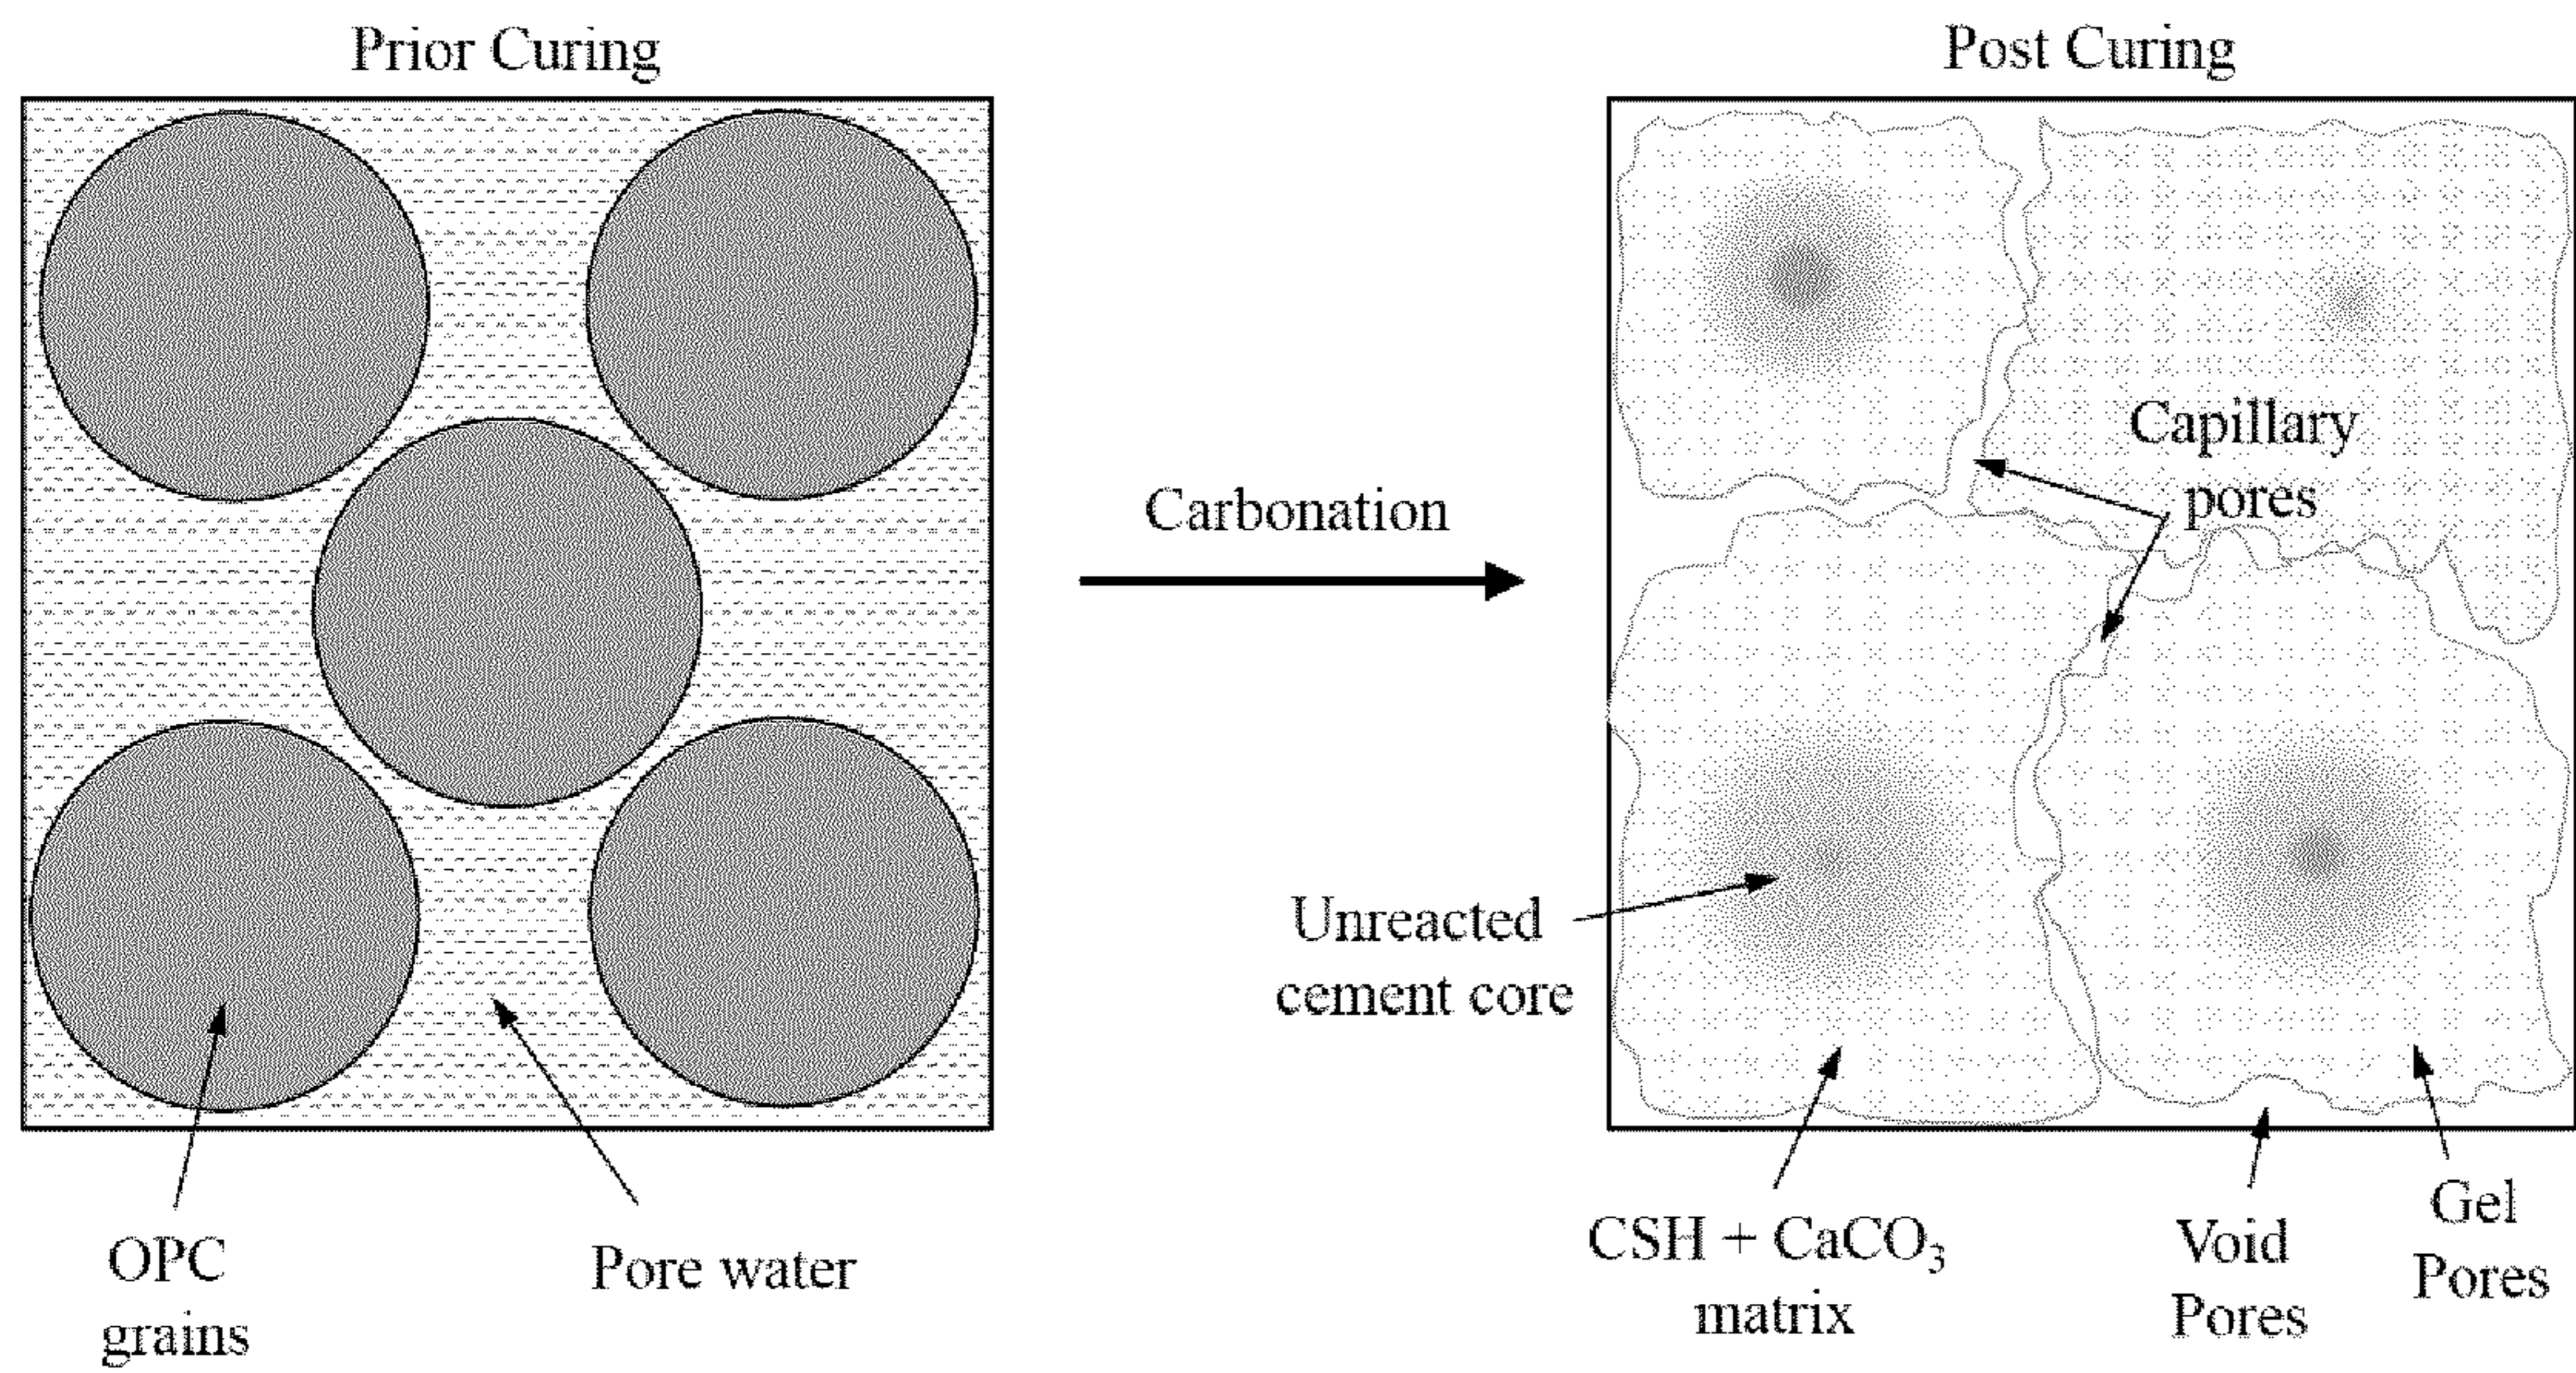 Prior Curing
Post Curing
Capillary
pores
Carbonation
Unreacted
cement core
OPC
grains
Pore water
CSH + CaCO₃
matrix
Void
Pores
Gel
Pores